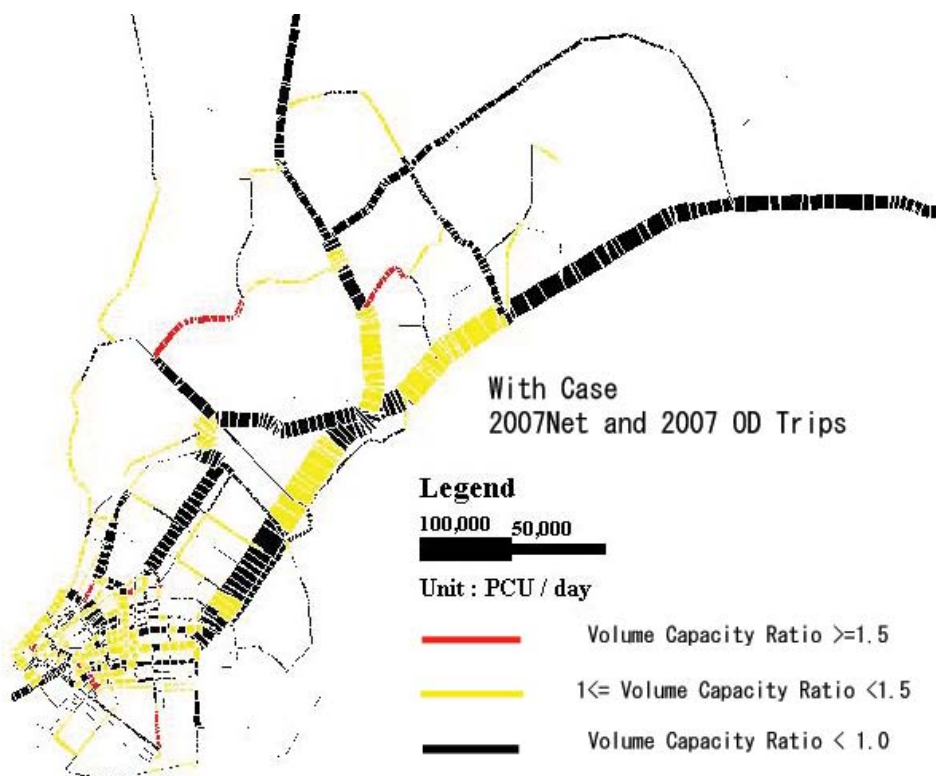 With Case
2007Net and 2007 OD Trips
Legend
100,000 50,000
Unit : PCU / day
Volume Capacity Ratio >=1.5
1<= Volume Capacity Ratio <1.5
Volume Capacity Ratio < 1.0